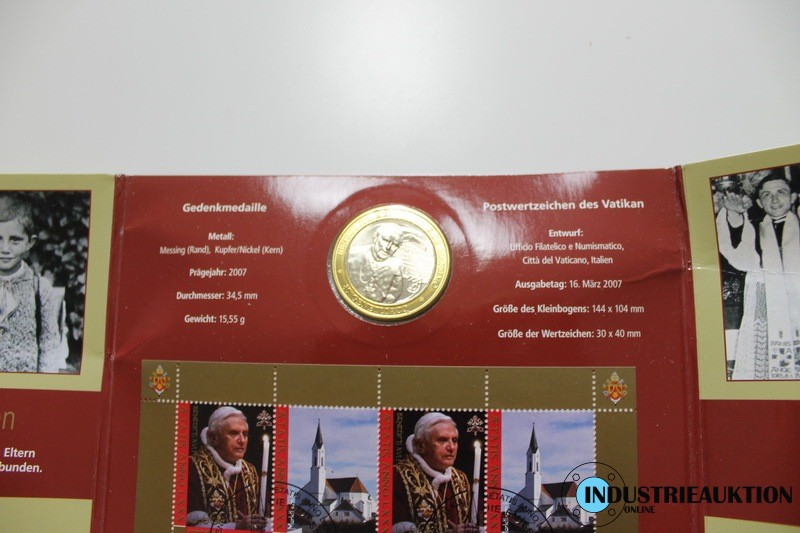 Gedenkmedaille
Metall:
Messing (Rand), Kupfer/Nickel (Kern)
Prägejahr: 2007
Durchmesser: 34,5 mm
Gewicht: 15,55 g
Postwertzeichen des Vatikan
Entwurf:
Ufficio Filatelico e Numismatico,
Città del Vaticano, Italien
Ausgabetag: 16. März 2007
Größe des Kleinbogens: 144 x 104 mm
Größe der Wertzeichen: 30 x 40 mm
en
Eltern
bunden.
IN INDUSTRIEAUKTION
ONLINE